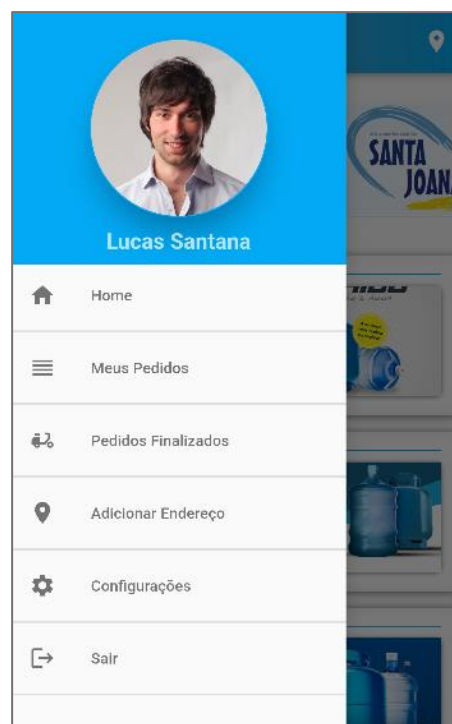 SANTA
JOAN
Lucas Santana
Home
Meus Pedidos
Pedidos Finalizados
Adicionar Endereço
Configurações
Sair